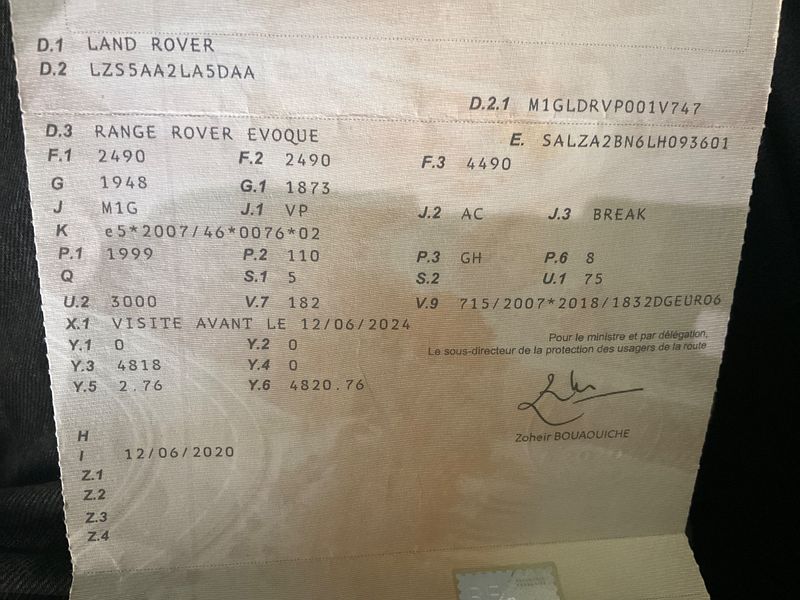 D.1 LAND ROVER
D.2 LZS5AA2LA5DAA
D.2.1 M1GLDRVP001V747
D.3 RANGE ROVER EVOQUE E. SALZA2BN6LH093601
F.1 2490 F.2 2490 F.3 4490
G 1948 G.1 1873
J M1G J.1 VP J.2 AC J.3 BREAK
K e5*2007/46*0076*02
P.1 1999 P.2 110 P.3 GH P.6 8
Q S.1 5 S.2 U.1 75
U.2 3000 V.7 182 V.9 715/2007*2018/1832DGEURO6
X.1 VISITE AVANT LE 12/06/2024
Y.1 0 Y.2 0
Y.3 4818 Y.4 0
Y.5 2.76 Y.6 4820.76
Pour le ministre et par délégation,
Le sous-directeur de la protection des usagers de la route
Zoheir BOUAOUICHE
H
I 12/06/2020
Z.1
Z.2
Z.3
Z.4